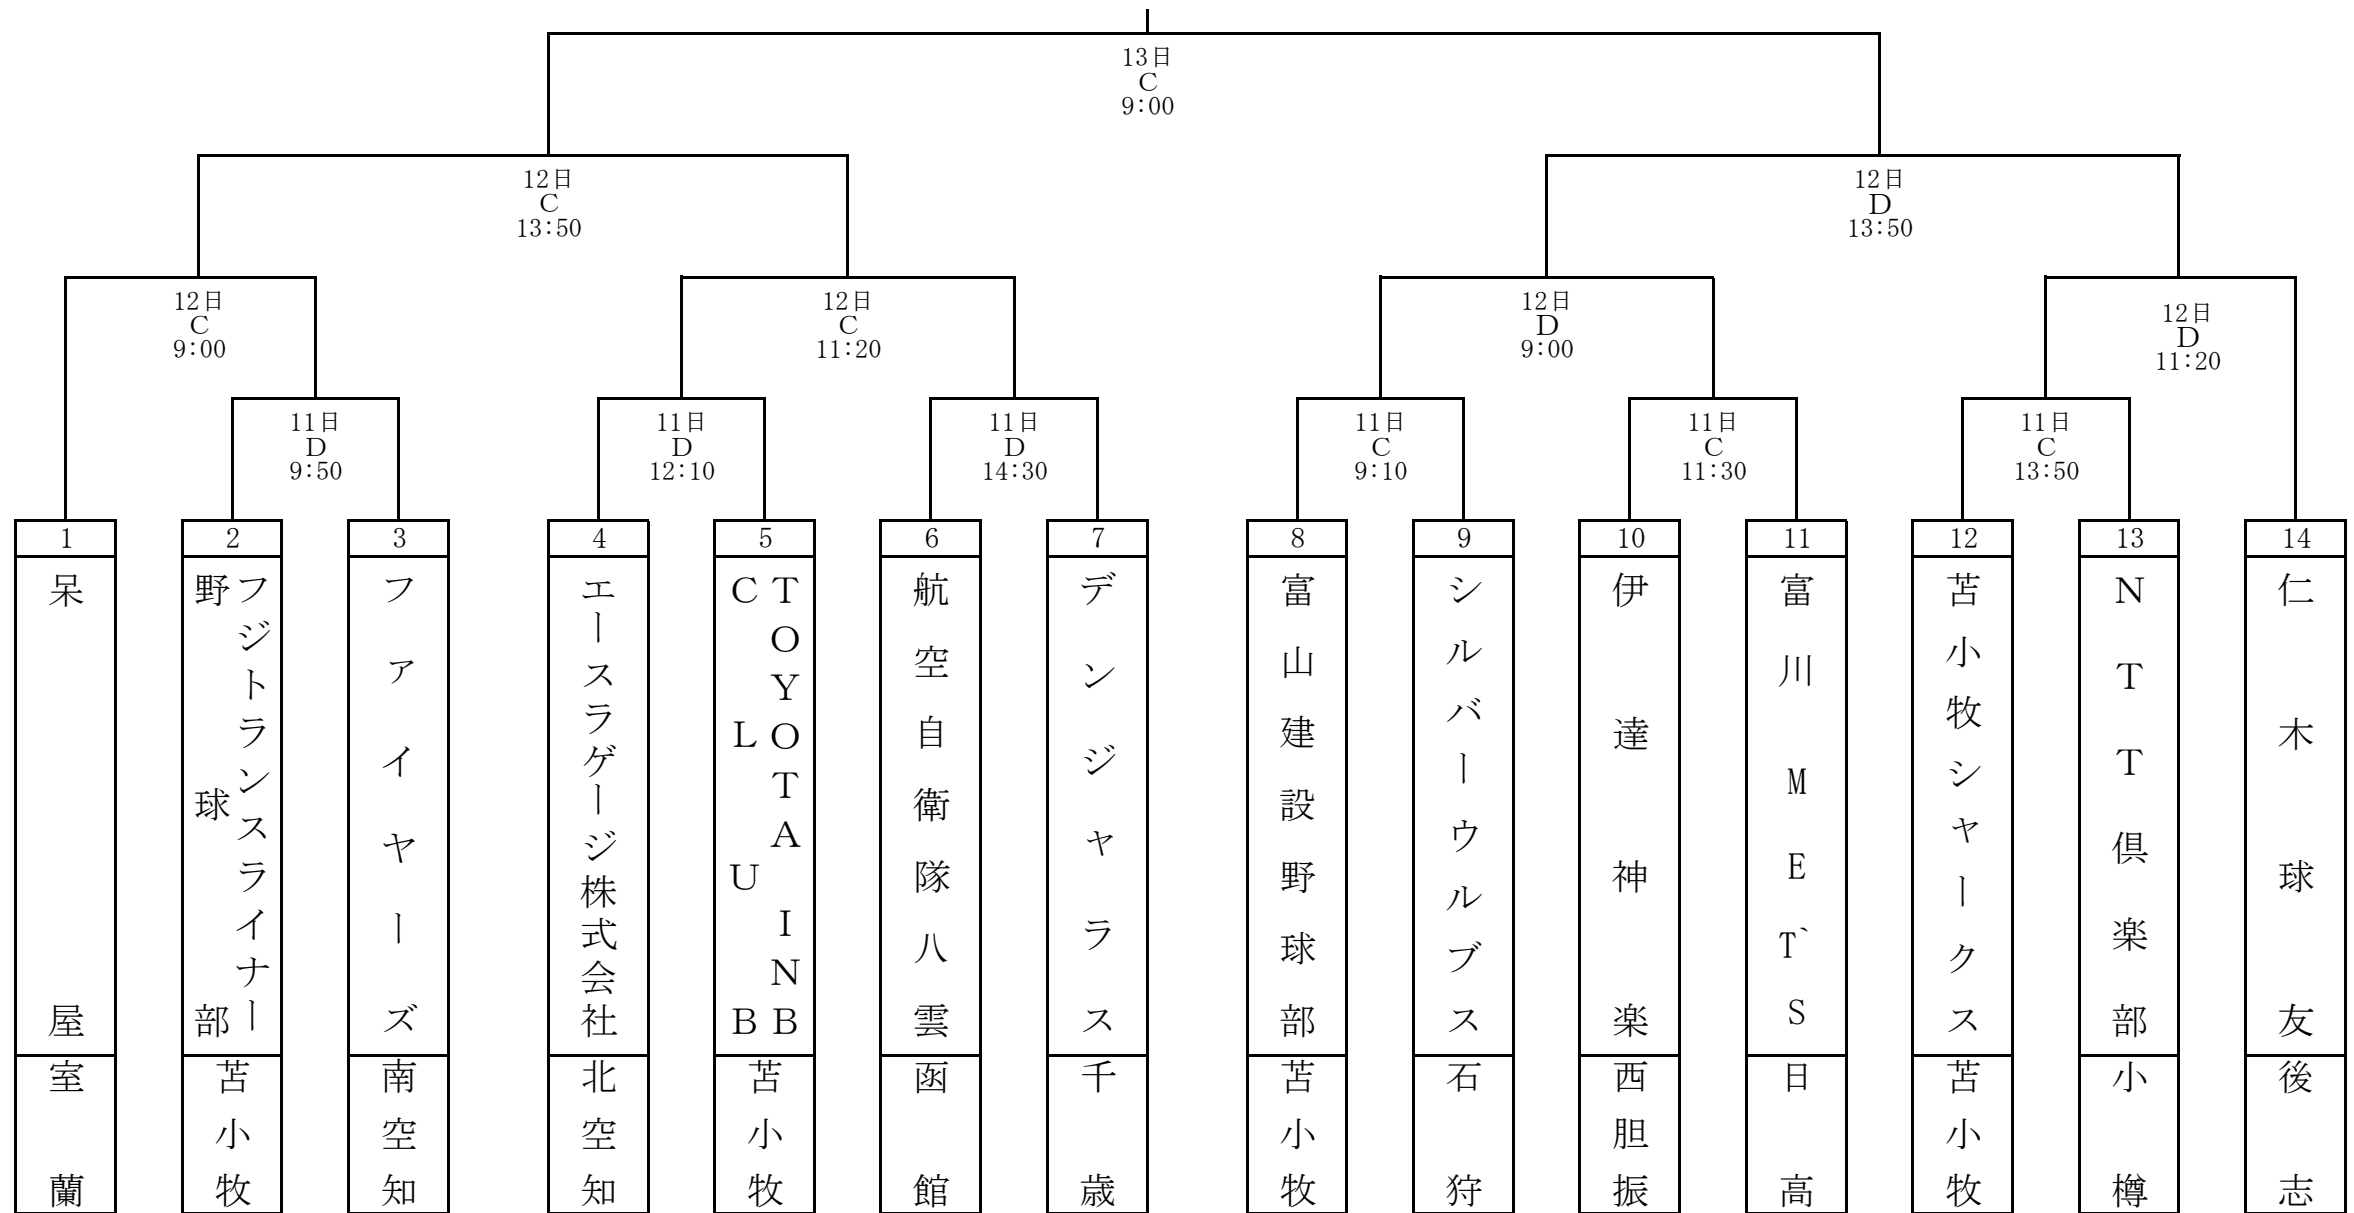 13日
C
9:00
12日
C
13:50
12日
D
13:50
12日
C
9:00
12日
C
11:20
12日
D
9:00
12日
D
11:20
11日
D
9:50
11日
D
12:10
11日
D
14:30
11日
C
9:10
11日
C
11:30
11日
C
13:50
1
呆屋
室蘭
2
フジトランスライナー
野球部
苫小牧
3
ファイヤーズ
南空知
4
エースラゲージ株式会社
北空知
5
TOYOTA INB
CLUB
苫小牧
6
航空自衛隊八雲
函館
7
デンジャラス
千歳
8
富山建設野球部
苫小牧
9
シルバーウルブス
石狩
10
伊達神楽
西胆振
11
富川MET`S
日高
12
苫小牧シャークス
苫小牧
13
NTT倶楽部
小樽
14
仁木球友
後志